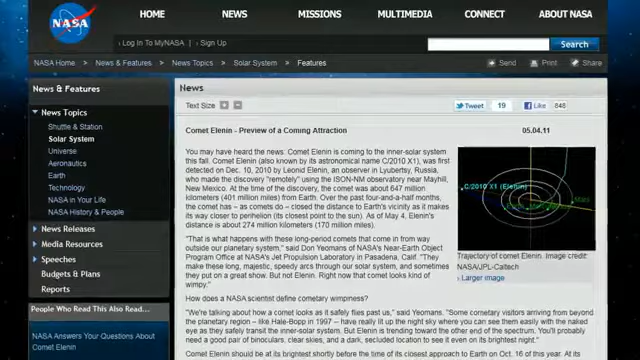 NASA
HOME
NEWS
MISSIONS
MULTIMEDIA
CONNECT
ABOUT NASA
› Log In To MyNASA
› Sign Up
Search
NASA Home
› News & Features
› News Topics
› Solar System
› Features
Send
Print
Share
News & Features
News Topics
Shuttle & Station
Solar System
Universe
Aeronautics
Earth
Technology
NASA in Your Life
NASA History & People
News Releases
Media Resources
Speeches
Budgets & Plans
Reports
People Who Read This Also Read...
NASA Answers Your Questions About
Comet Elenin
News
Text Size + -
Tweet 19
Like 848
Comet Elenin - Preview of a Coming Attraction
05.04.11
You may have heard the news: Comet Elenin is coming to the inner-solar system
this fall. Comet Elenin (also known by its astronomical name C/2010 X1), was first
detected on Dec. 10, 2010 by Leonid Elenin, an observer in Lyubertsy, Russia,
who made the discovery "remotely" using the ISON-NM observatory near Mayhill,
New Mexico. At the time of the discovery, the comet was about 647 million
kilometers (401 million miles) from Earth. Over the past four-and-a-half months,
the comet has – as comets do – closed the distance to Earth's vicinity as it makes
its way closer to perihelion (its closest point to the sun). As of May 4, Elenin's
distance is about 274 million kilometers (170 million miles).
"That is what happens with these long-period comets that come in from way
outside our planetary system," said Don Yeomans of NASA's Near-Earth Object
Program Office at NASA's Jet Propulsion Laboratory in Pasadena, Calif. "They
make these long, majestic, speedy arcs through our solar system, and sometimes
they put on a great show. But not Elenin. Right now that comet looks kind of
wimpy."
How does a NASA scientist define cometary wimpiness?
"We're talking about how a comet looks as it safely flies past us," said Yeomans.
"Some cometary visitors arriving from beyond the planetary region – like Hale-Bopp in 1997 – have really lit up the night sky where you can see them easily with the naked
eye as they safely transit the inner-solar system. But Elenin is trending toward the other end of the spectrum. You'll probably
need a good pair of binoculars, clear skies, and a dark, secluded location to see it even on its brightest night."
Comet Elenin should be at its brightest shortly before the time of its closest approach to Earth on Oct. 16 of this year. At its
C/2010 X1 (Elenin)
Mars
Trajectory of comet Elenin. Image credit:
NASA/JPL-Caltech
› Larger image